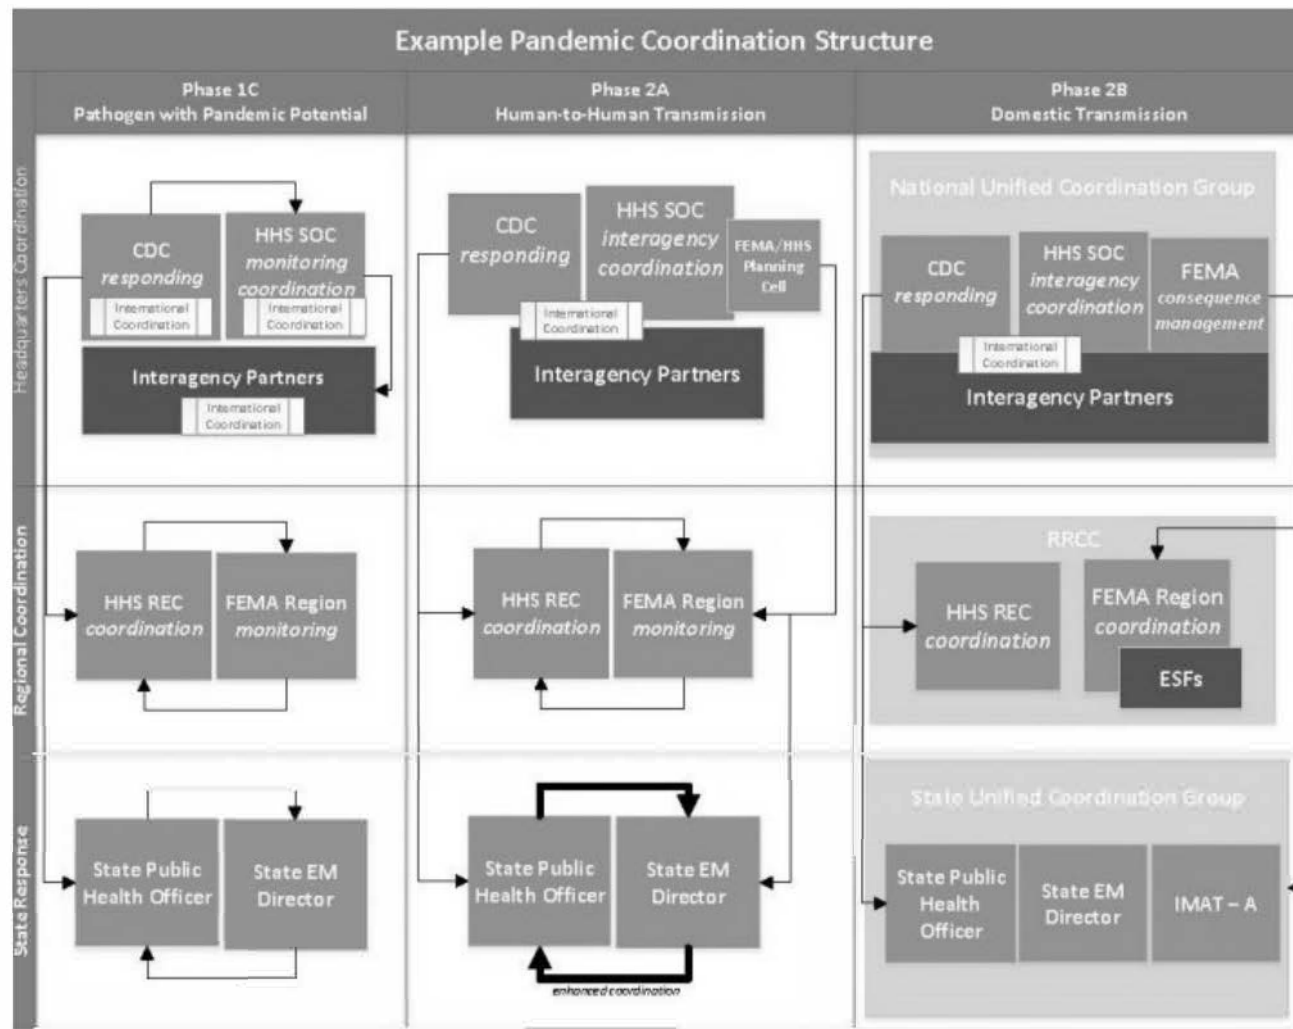 Example Pandemic Coordination Structure
Phase 1C
Pathogen with Pandemic Potential
Phase 2A
Human-to-Human Transmission
Phase 2B
Domestic Transmission
Headquarters Coordination
CDC
responding
International
Coordination
HHS SOC
monitoring
coordination
International
Coordination
Interagency Partners
International
Coordination
CDC
responding
HHS SOC
interagency
coordination
FEMA/HHS
Planning
Cell
International
Coordination
Interagency Partners
National Unified Coordination Group
CDC
responding
HHS SOC
interagency
coordination
FEMA
consequence
management
International
Coordination
Interagency Partners
Regional Coordination
HHS REC
coordination
FEMA Region
monitoring
HHS REC
coordination
FEMA Region
monitoring
RRCC
HHS REC
coordination
FEMA Region
coordination
ESFs
State Response
State Public
Health Officer
State EM
Director
State Public
Health Officer
State EM
Director
enhanced coordination
State Unified Coordination Group
State Public
Health
Officer
State EM
Director
IMAT – A